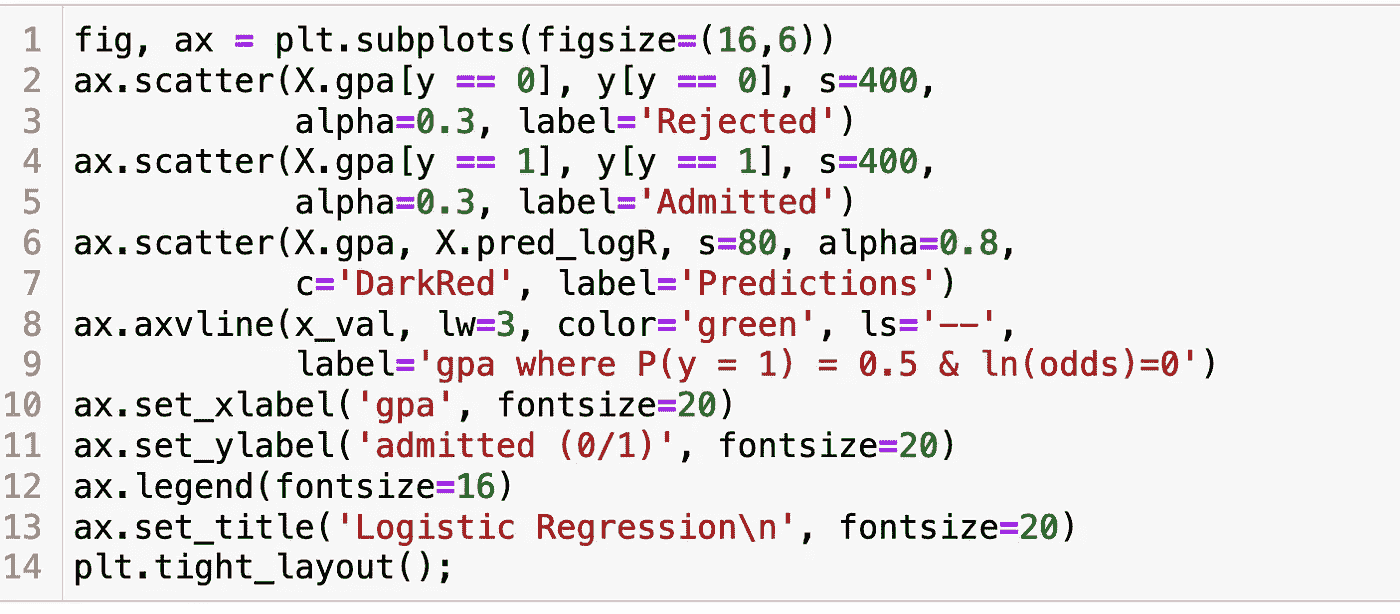 1 fig, ax = plt.subplots(figsize=(16,6))
2 ax.scatter(X.gpa[y == 0], y[y == 0], s=400,
3            alpha=0.3, label='Rejected')
4 ax.scatter(X.gpa[y == 1], y[y == 1], s=400,
5            alpha=0.3, label='Admitted')
6 ax.scatter(X.gpa, X.pred_logR, s=80, alpha=0.8,
7            c='DarkRed', label='Predictions')
8 ax.axvline(x_val, lw=3, color='green', ls='--',
9            label='gpa where P(y = 1) = 0.5 & ln(odds)=0')
10 ax.set_xlabel('gpa', fontsize=20)
11 ax.set_ylabel('admitted (0/1)', fontsize=20)
12 ax.legend(fontsize=16)
13 ax.set_title('Logistic Regression\n', fontsize=20)
14 plt.tight_layout();